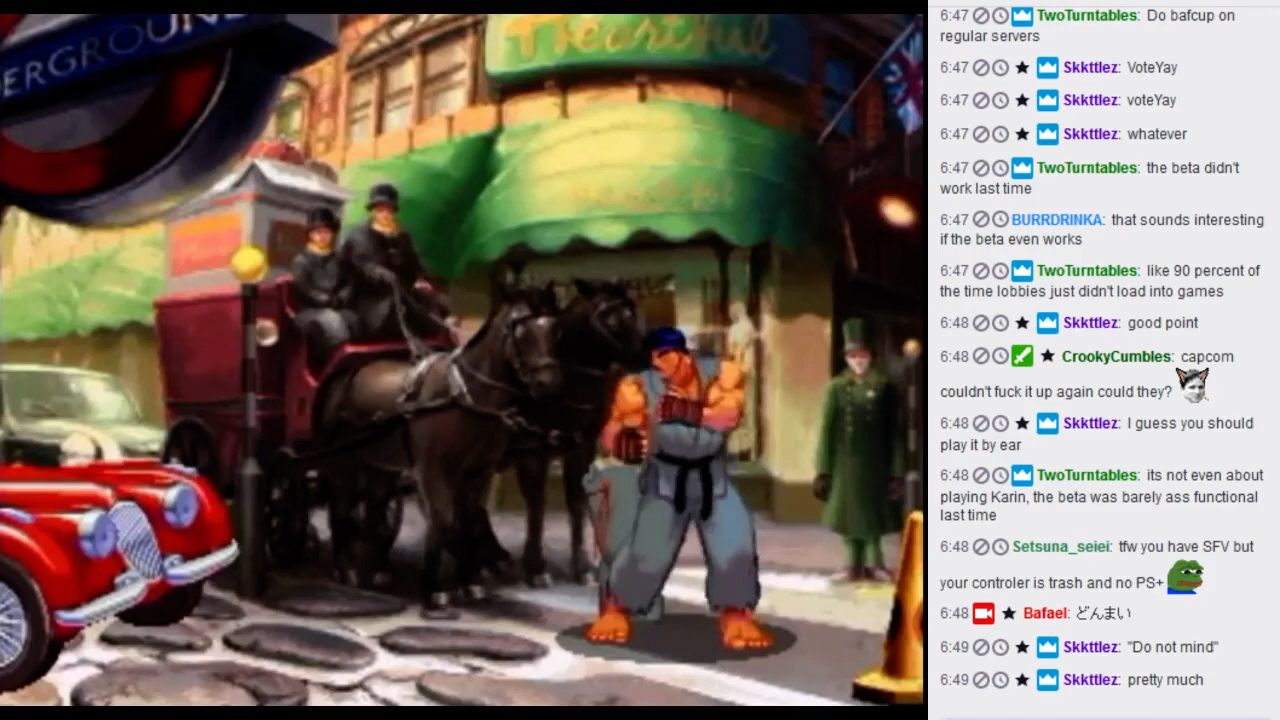 UNDERGROUND
Heartful
6:47 TwoTurntables: Do bafcup on
regular servers
6:47 Skkttlez: VoteYay
6:47 Skkttlez: voteYay
6:47 Skkttlez: whatever
6:47 TwoTurntables: the beta didn't
work last time
6:47 BURRDRINKA: that sounds interesting
if the beta even works
6:47 TwoTurntables: like 90 percent of
the time lobbies just didn't load into games
6:48 Skkttlez: good point
6:48 CrookyCumbles: capcom
couldn't fuck it up again could they?
6:48 Skkttlez: I guess you should
play it by ear
6:48 TwoTurntables: its not even about
playing Karin, the beta was barely ass functional
last time
6:48 Setsuna_seiei: tfw you have SFV but
your controler is trash and no PS+
6:48 Bafael: どんまい
6:49 Skkttlez: "Do not mind"
6:49 Skkttlez: pretty much